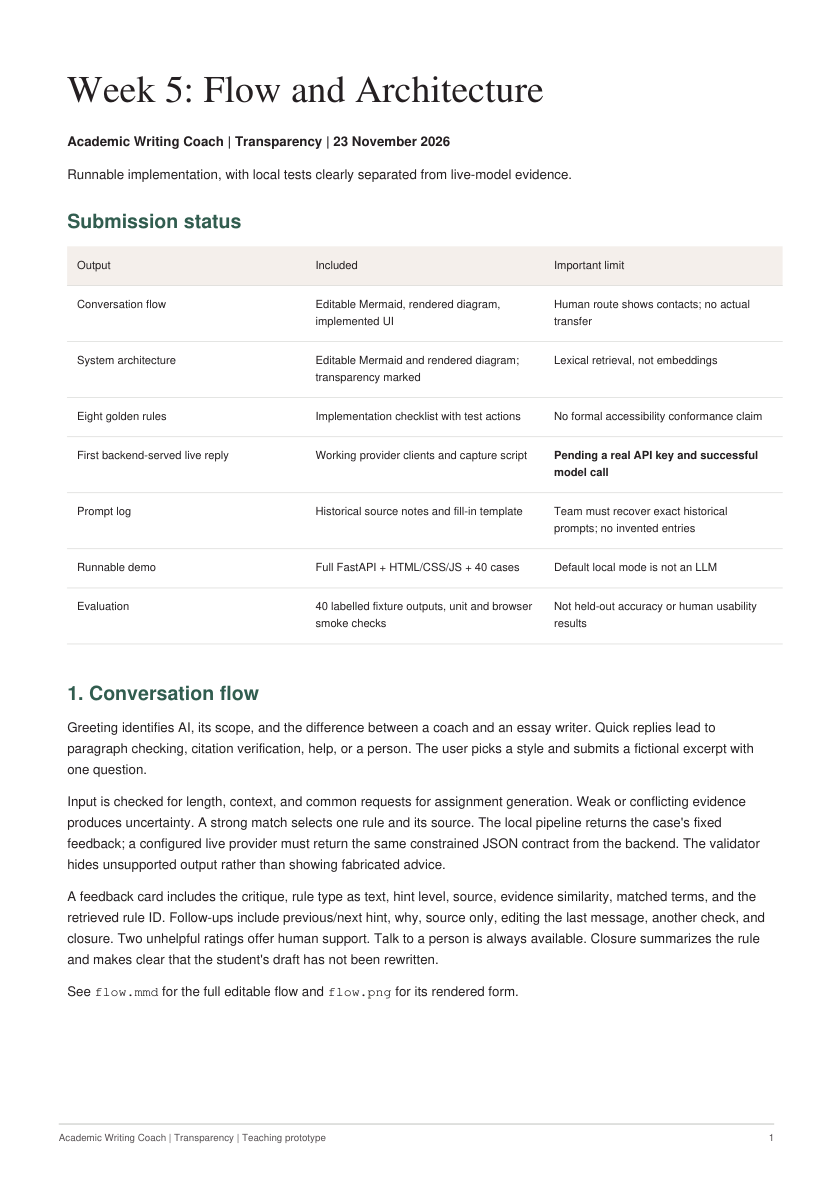 Week 5: Flow and Architecture
Academic Writing Coach | Transparency | 23 November 2026
Runnable implementation, with local tests clearly separated from live-model evidence.
Submission status
Output Included Important limit
Conversation flow Editable Mermaid, rendered diagram, implemented UI Human route shows contacts; no actual transfer
System architecture Editable Mermaid and rendered diagram; transparency marked Lexical retrieval, not embeddings
Eight golden rules Implementation checklist with test actions No formal accessibility conformance claim
First backend-served live reply Working provider clients and capture script Pending a real API key and successful model call
Prompt log Historical source notes and fill-in template Team must recover exact historical prompts; no invented entries
Runnable demo Full FastAPI + HTML/CSS/JS + 40 cases Default local mode is not an LLM
Evaluation 40 labelled fixture outputs, unit and browser smoke checks Not held-out accuracy or human usability results
1. Conversation flow
Greeting identifies AI, its scope, and the difference between a coach and an essay writer. Quick replies lead to
paragraph checking, citation verification, help, or a person. The user picks a style and submits a fictional excerpt with
one question.
Input is checked for length, context, and common requests for assignment generation. Weak or conflicting evidence
produces uncertainty. A strong match selects one rule and its source. The local pipeline returns the case's fixed
feedback; a configured live provider must return the same constrained JSON contract from the backend. The validator
hides unsupported output rather than showing fabricated advice.
A feedback card includes the critique, rule type as text, hint level, source, evidence similarity, matched terms, and the
retrieved rule ID. Follow-ups include previous/next hint, why, source only, editing the last message, another check, and
closure. Two unhelpful ratings offer human support. Talk to a person is always available. Closure summarizes the rule
and makes clear that the student's draft has not been rewritten.
See flow.mmd for the full editable flow and flow.png for its rendered form.
Academic Writing Coach | Transparency | Teaching prototype 1